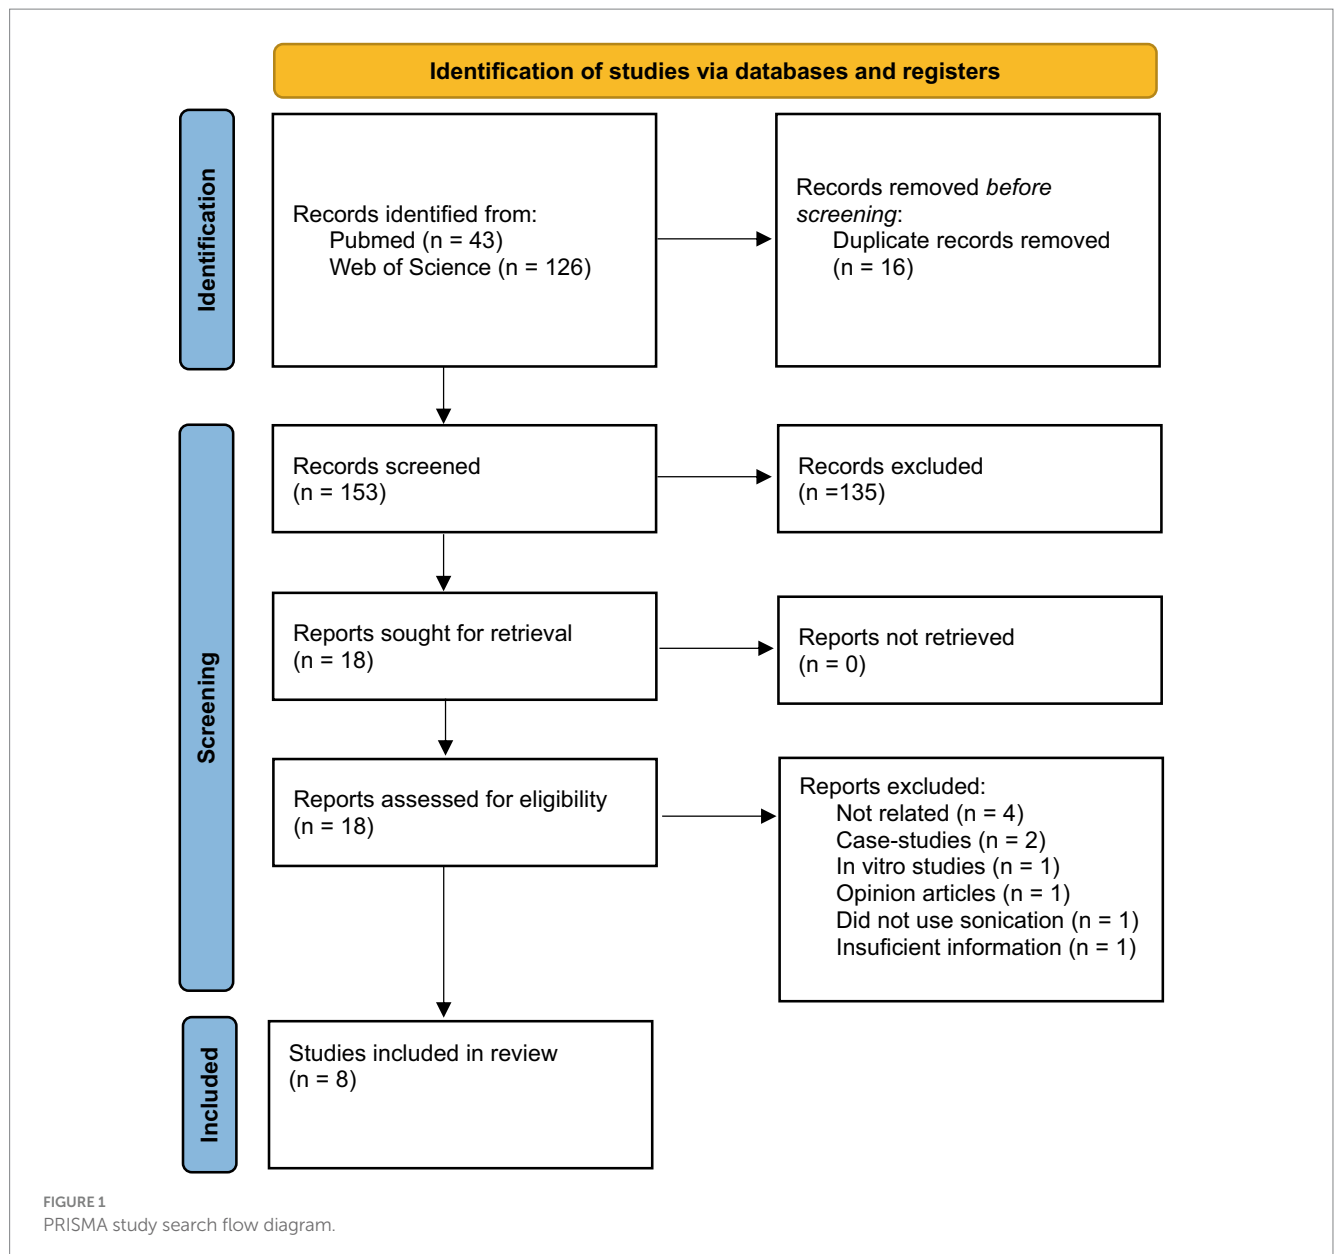 Identification of studies via databases and registers
Identification
Records identified from:
Pubmed (n = 43)
Web of Science (n = 126)
Records removed before
screening:
Duplicate records removed
(n = 16)
Screening
Records screened
(n = 153)
Records excluded
(n =135)
Reports sought for retrieval
(n = 18)
Reports not retrieved
(n = 0)
Reports assessed for eligibility
(n = 18)
Reports excluded:
Not related (n = 4)
Case-studies (n = 2)
In vitro studies (n = 1)
Opinion articles (n = 1)
Did not use sonication (n = 1)
Insuficient information (n = 1)
Included
Studies included in review
(n = 8)
FIGURE 1
PRISMA study search flow diagram.